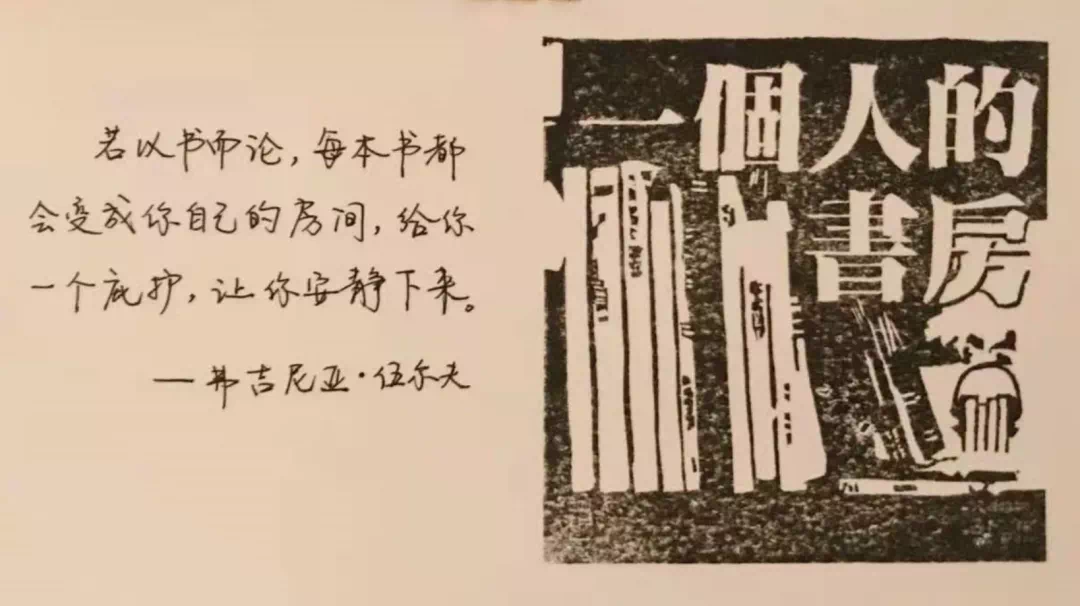 若以书而论，每本书都
会变成你自己的房间，给你
一个庇护，让你安静下来。
—弗吉尼亚·伍尔夫
一個人的
書房